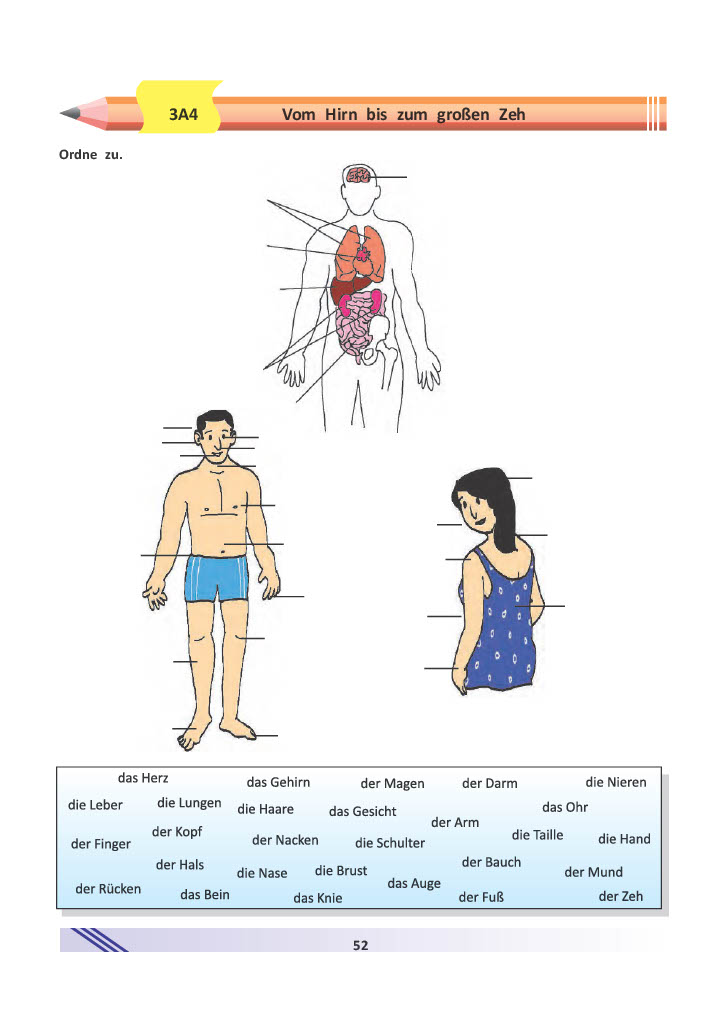 3A4
Vom Hirn bis zum großen Zeh
Ordne zu.
das Herz das Gehirn der Magen der Darm die Nieren
die Leber die Lungen die Haare das Gesicht das Ohr
der Finger der Kopf der Nacken die Schulter der Arm die Taille die Hand
der Hals die Nase die Brust der Bauch der Mund
der Rücken das Bein das Knie das Auge der Fuß der Zeh
52